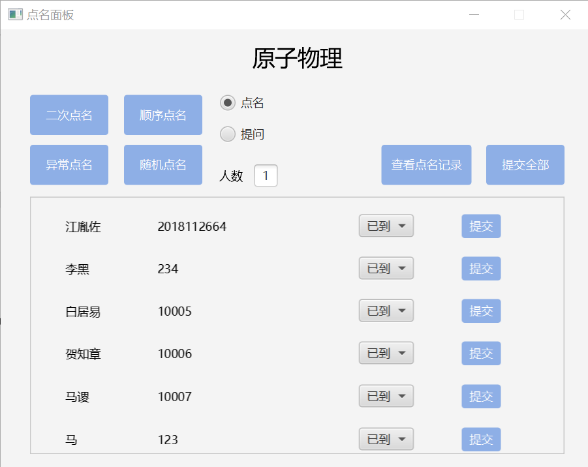 点名面板
原子物理
二次点名 顺序点名 点名
提问
异常点名 随机点名 人数 1 查看点名记录 提交全部
江胤佐 2018112664 已到 提交
李黑 234 已到 提交
白居易 10005 已到 提交
贺知章 10006 已到 提交
马谡 10007 已到 提交
马 123 已到 提交